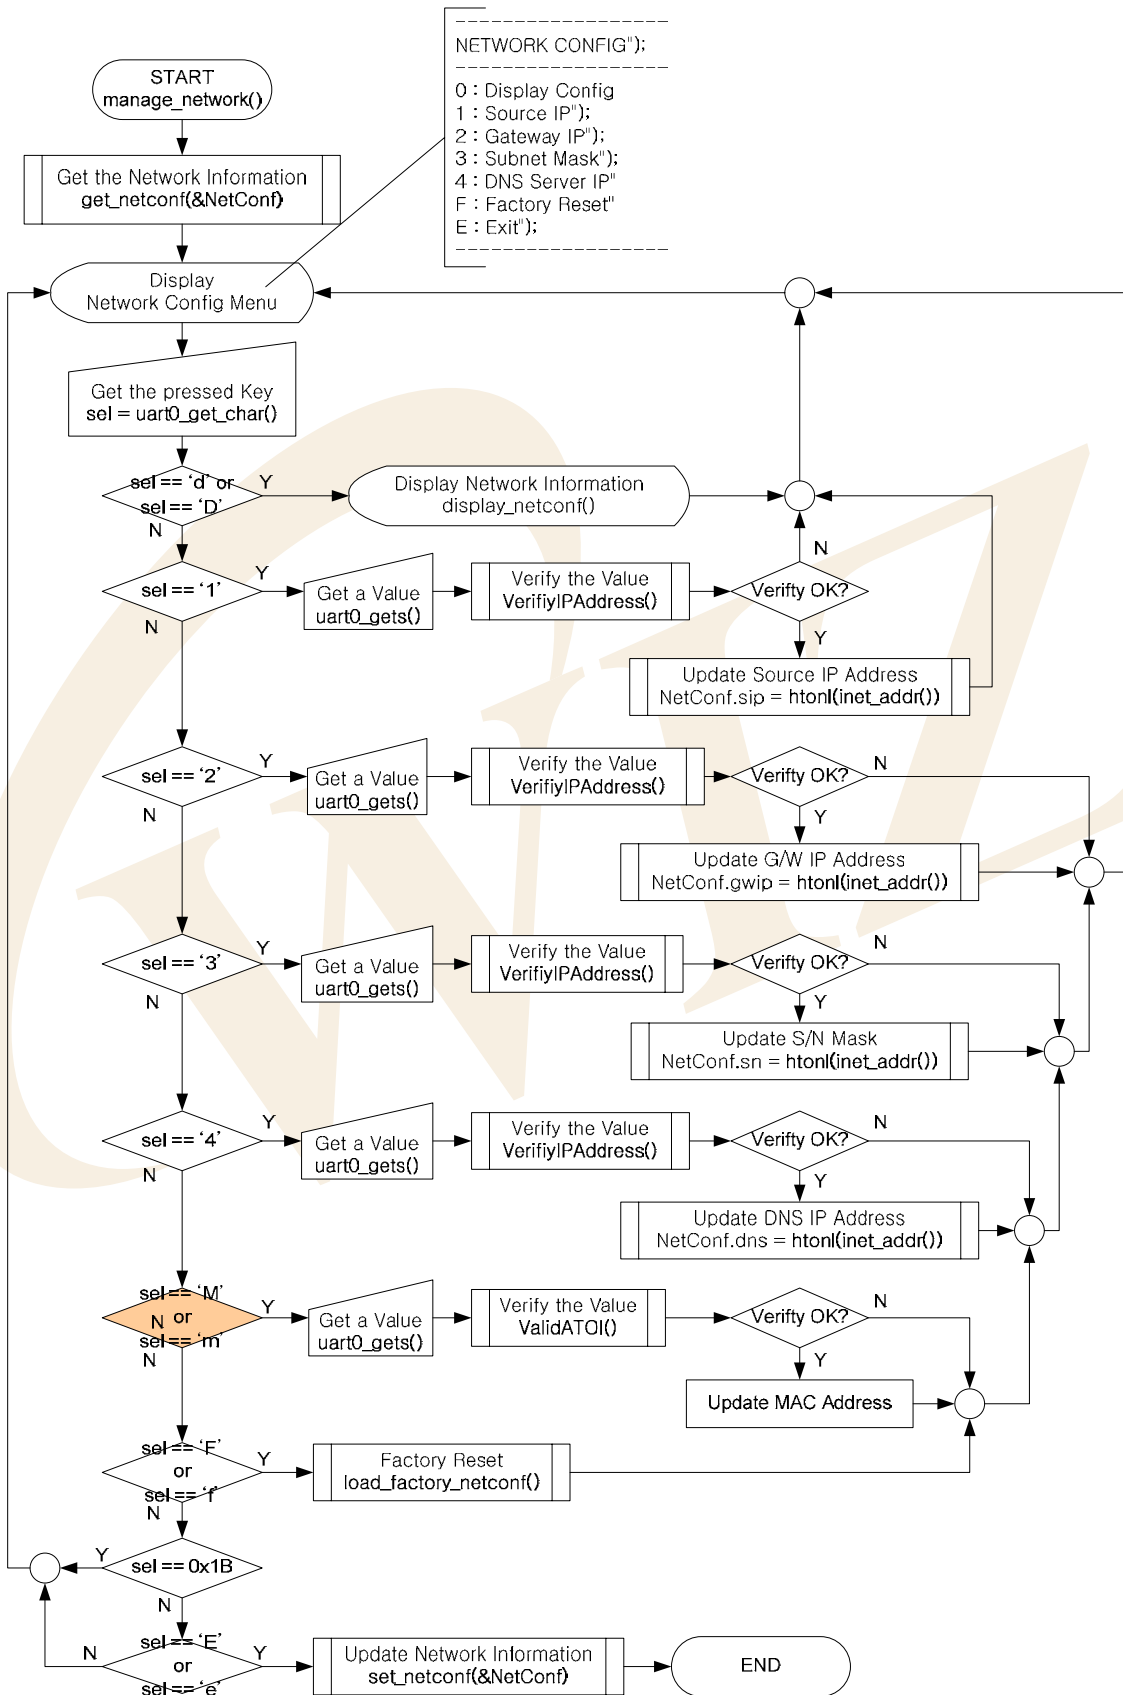 ------------------
NETWORK CONFIG");
------------------
0 : Display Config
1 : Source IP");
2 : Gateway IP");
3 : Subnet Mask");
4 : DNS Server IP"
F : Factory Reset"
E : Exit");
------------------
START
manage_network()
Get the Network Information
get_netconf(&NetConf)
Display
Network Config Menu
Get the pressed Key
sel = uart0_get_char()
sel == ‘d’ or
sel == ‘D’
Y
N
Display Network Information
display_netconf()
sel == ‘1’
Y
N
Get a Value
uart0_gets()
Verify the Value
VerifiyIPAddress()
Verifty OK?
N
Y
Update Source IP Address
NetConf.sip = htonl(inet_addr())
sel == ‘2’
Y
N
Get a Value
uart0_gets()
Verify the Value
VerifiyIPAddress()
Verifty OK?
N
Y
Update G/W IP Address
NetConf.gwip = htonl(inet_addr())
sel == ‘3’
Y
N
Get a Value
uart0_gets()
Verify the Value
VerifiyIPAddress()
Verifty OK?
N
Y
Update S/N Mask
NetConf.sn = htonl(inet_addr())
sel == ‘4’
Y
N
Get a Value
uart0_gets()
Verify the Value
VerifiyIPAddress()
Verifty OK?
N
Y
Update DNS IP Address
NetConf.dns = htonl(inet_addr())
sel == ‘M’
N or
sel == ‘m’
Y
N
Get a Value
uart0_gets()
Verify the Value
ValidATOI()
Verifty OK?
N
Y
Update MAC Address
sel == ‘F’
or
sel == ‘f’
Y
N
Factory Reset
load_factory_netconf()
sel == 0x1B
Y
N
sel == ‘E’
or
sel == ‘e’
N
Y
Update Network Information
set_netconf(&NetConf)
END
WIZ